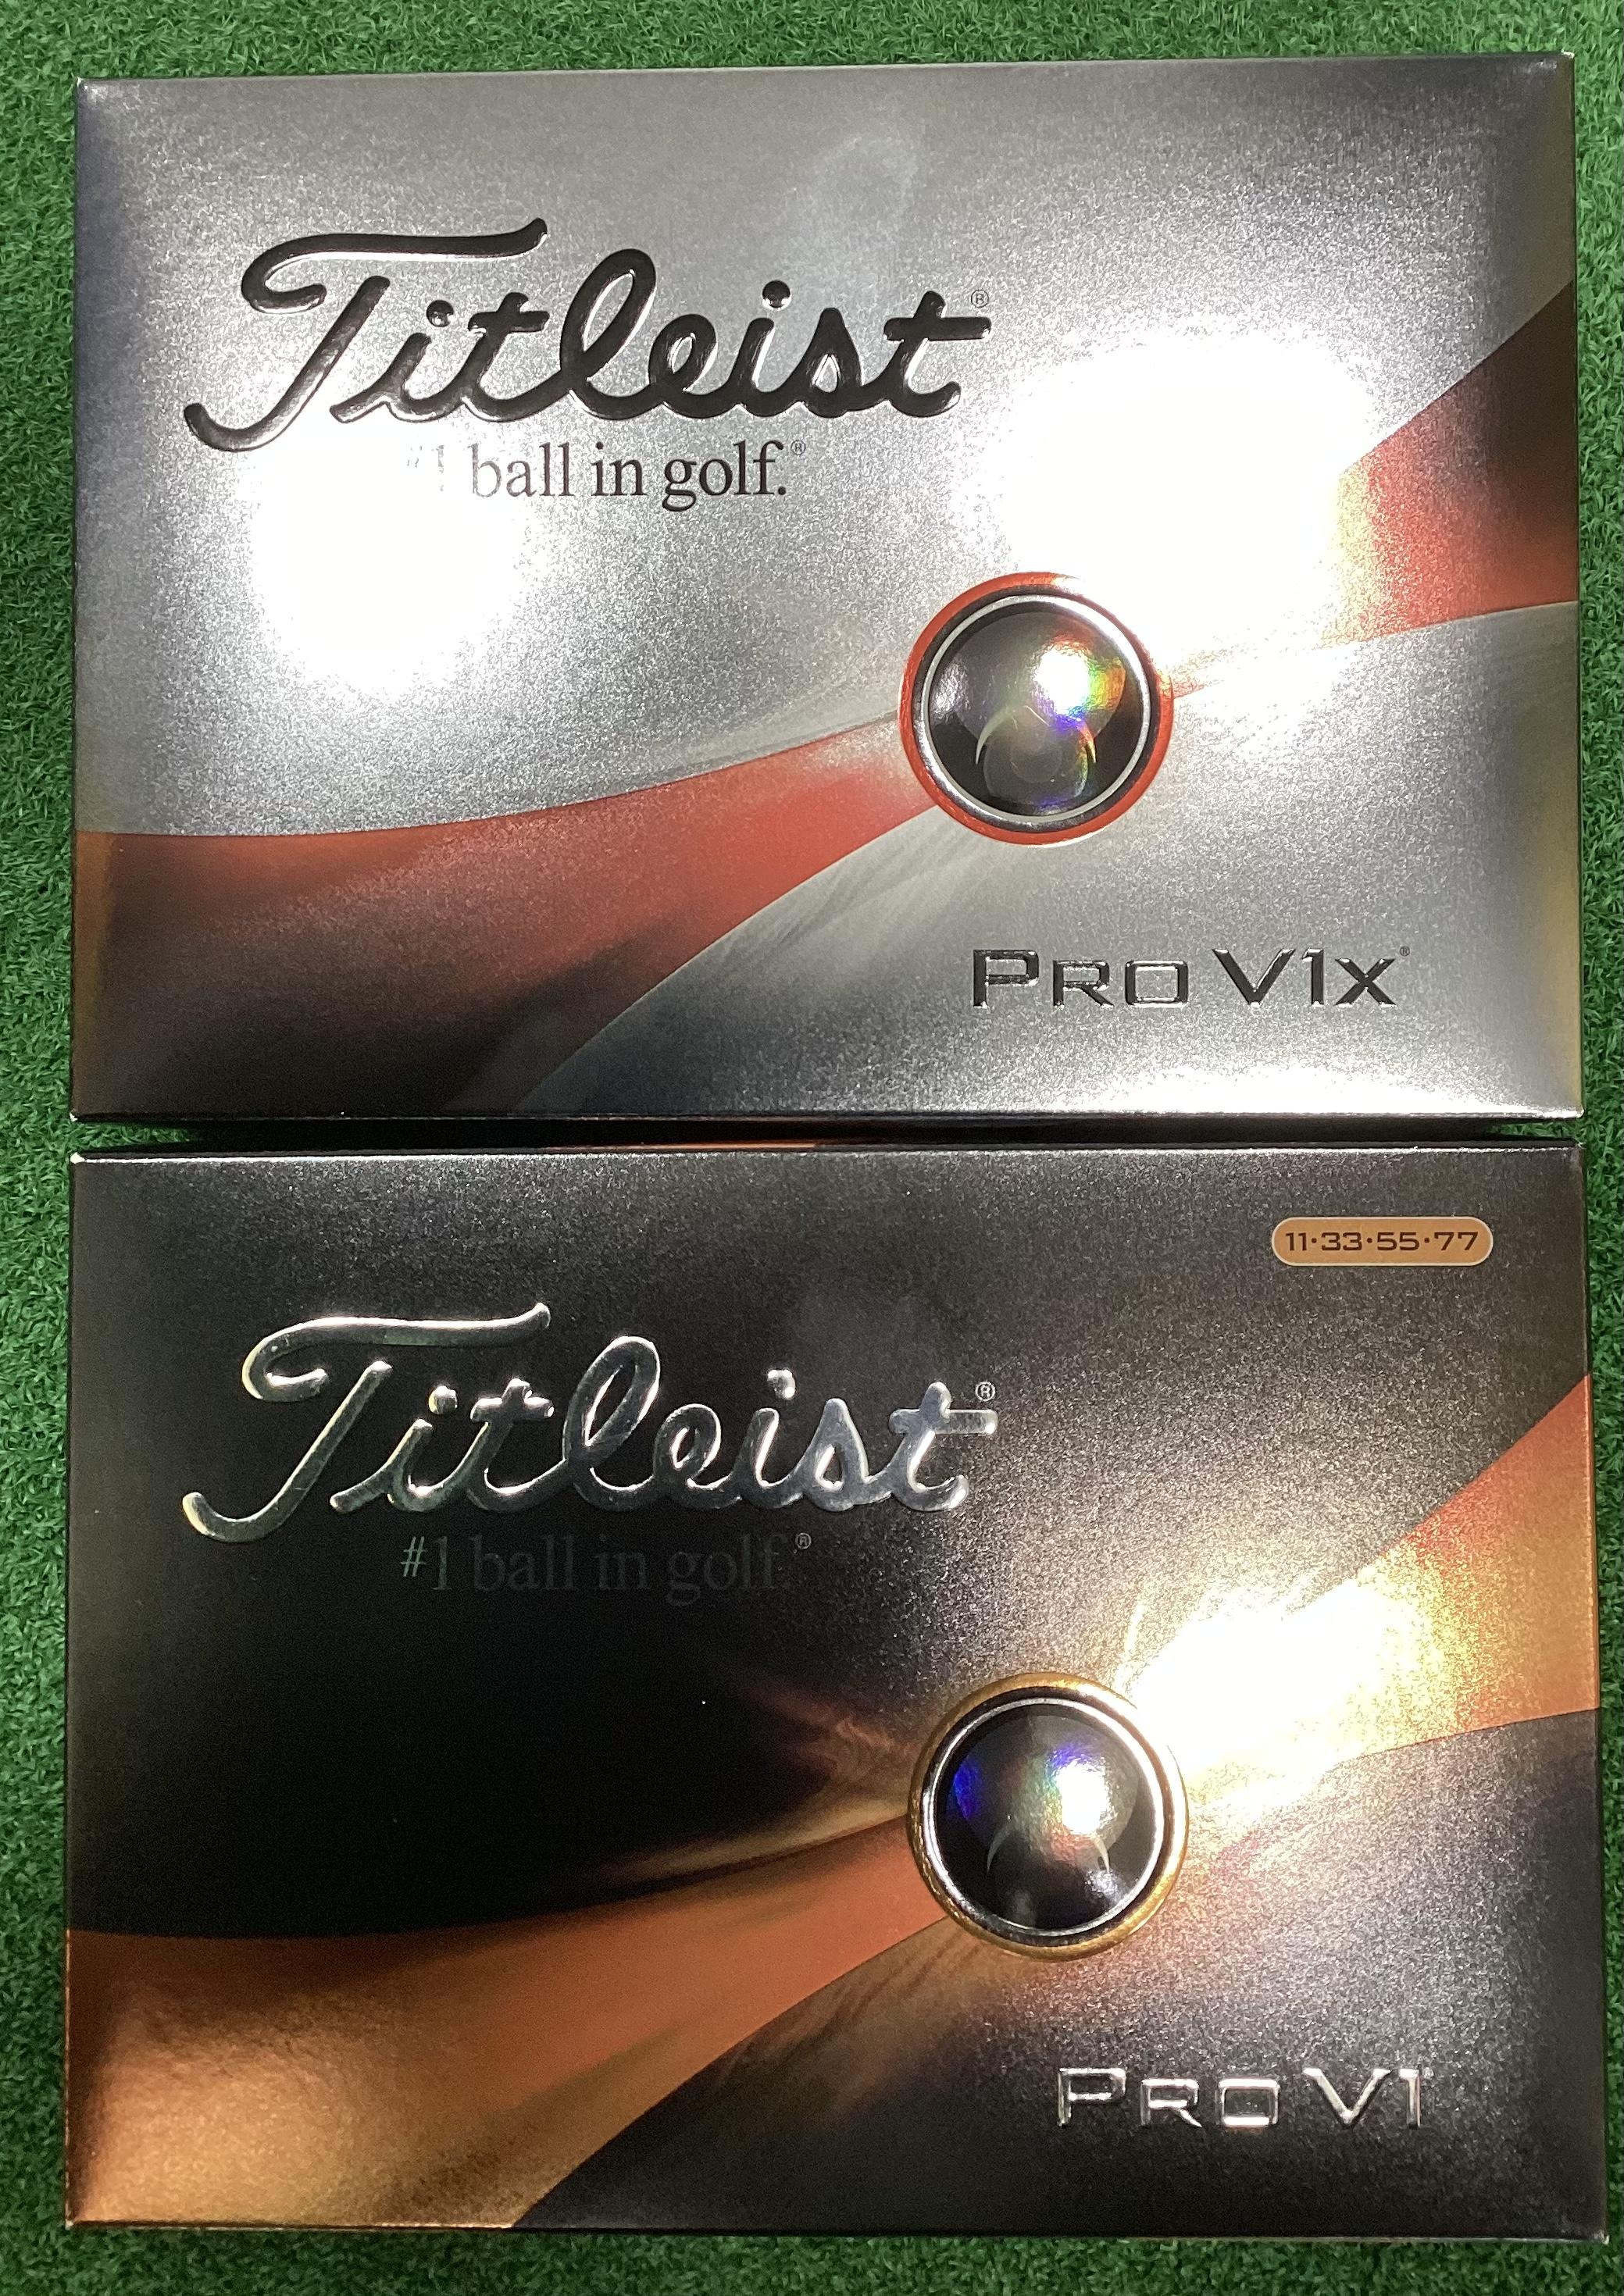 Titleist®
#1 ball in golf.®
PRO V1X®
11•33•55•77
Titleist®
#1 ball in golf.®
PRO V1